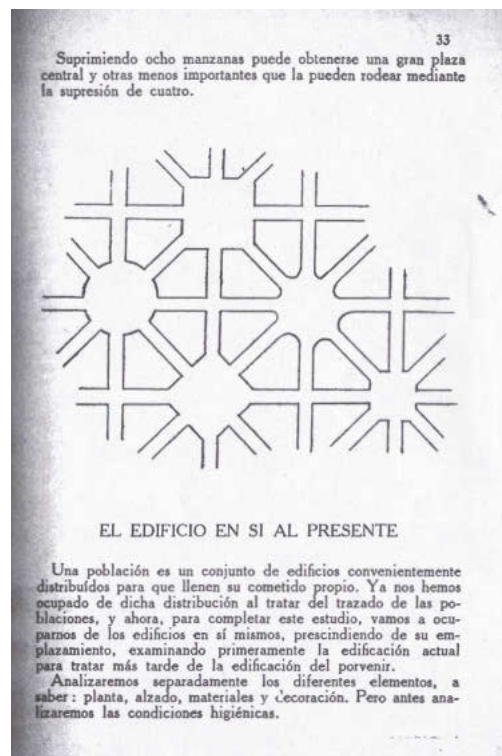 33
Suprimiendo ocho manzanas puede obtenerse una gran plaza
central y otras menos importantes que la pueden rodear mediante
la supresión de cuatro.
EL EDIFICIO EN SI AL PRESENTE
Una población es un conjunto de edificios convenientemente
distribuídos para que llenen su cometido propio. Ya nos hemos
ocupado de dicha distribución al tratar del trazado de las po-
blaciones, y ahora, para completar este estudio, vamos a ocu-
parnos de los edificios en sí mismos, prescindiendo de su em-
plazamiento, examinando primeramente la edificación actual
para tratar más tarde de la edificación del porvenir.
Analizaremos separadamente los diferentes elementos, a
saber: planta, alzado, materiales y decoración. Pero antes ana-
lizaremos las condiciones higiénicas.